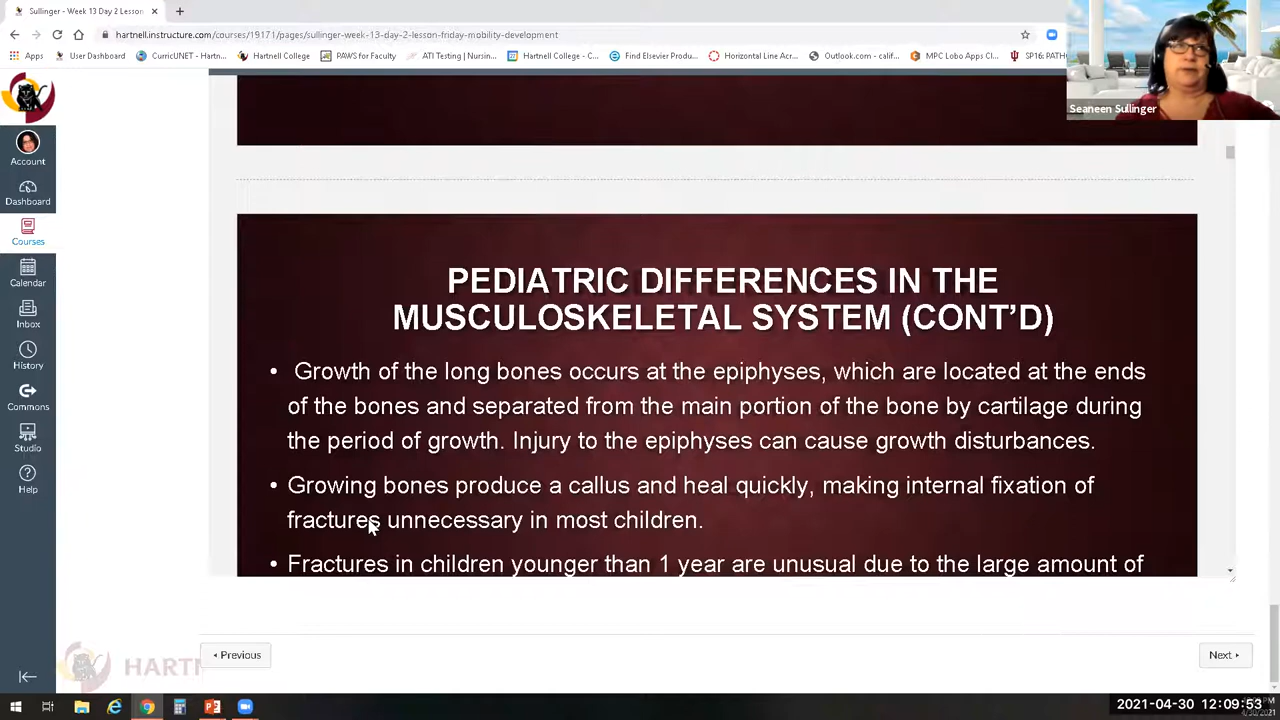 Sullinger - Week 13 Day 2 Lesson
hartnell.instructure.com/courses/19171/pages/sullinger-week-13-day-2-lesson-friday-mobility-development
Apps
User Dashboard
CurricUNET - Hartn...
Hartnell College
PAWS for Faculty
ATI Testing | Nursin...
Hartnell College - C...
Find Elsevier Produ...
Horizontal Line Acr...
Outlook.com - calif...
MPC Lobo Apps Cl...
SP16: PATH
Seaneen Sullinger
Account
Dashboard
Courses
Calendar
Inbox
History
Commons
Studio
Help
PEDIATRIC DIFFERENCES IN THE
MUSCULOSKELETAL SYSTEM (CONT'D)
• Growth of the long bones occurs at the epiphyses, which are located at the ends
of the bones and separated from the main portion of the bone by cartilage during
the period of growth. Injury to the epiphyses can cause growth disturbances.
• Growing bones produce a callus and heal quickly, making internal fixation of
fractures unnecessary in most children.
• Fractures in children younger than 1 year are unusual due to the large amount of
Previous
Next
2021-04-30 12:09:53